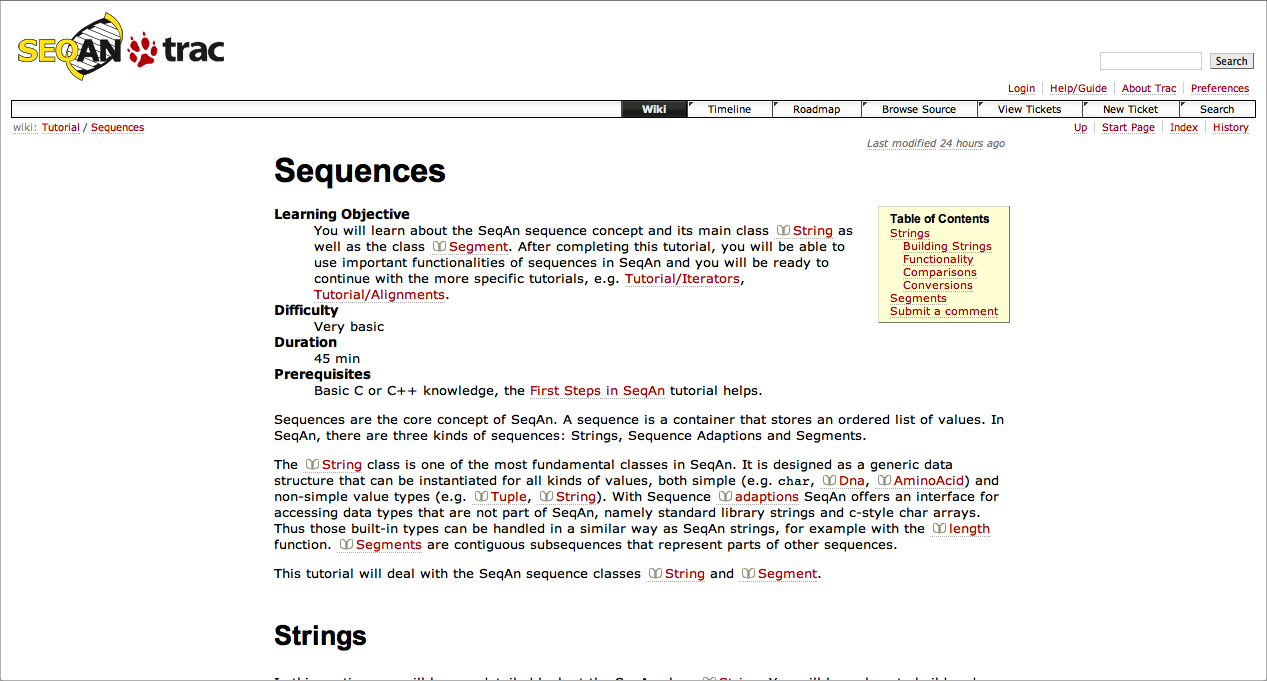 SEQAN trac
Search
Login Help/Guide About Trac Preferences
Wiki Timeline Roadmap Browse Source View Tickets New Ticket Search
wiki: Tutorial / Sequences
Up Start Page Index History
Last modified 24 hours ago
Sequences
Learning Objective
You will learn about the SeqAn sequence concept and its main class String as
well as the class Segment. After completing this tutorial, you will be able to
use important functionalities of sequences in SeqAn and you will be ready to
continue with the more specific tutorials, e.g. Tutorial/Iterators,
Tutorial/Alignments.
Difficulty
Very basic
Duration
45 min
Prerequisites
Basic C or C++ knowledge, the First Steps in SeqAn tutorial helps.
Table of Contents
Strings
Building Strings
Functionality
Comparisons
Conversions
Segments
Submit a comment
Sequences are the core concept of SeqAn. A sequence is a container that stores an ordered list of values. In
SeqAn, there are three kinds of sequences: Strings, Sequence Adaptions and Segments.
The String class is one of the most fundamental classes in SeqAn. It is designed as a generic data
structure that can be instantiated for all kinds of values, both simple (e.g. char, Dna, AminoAcid) and
non-simple value types (e.g. Tuple, String). With Sequence adaptions SeqAn offers an interface for
accessing data types that are not part of SeqAn, namely standard library strings and c-style char arrays.
Thus those built-in types can be handled in a similar way as SeqAn strings, for example with the length
function. Segments are contiguous subsequences that represent parts of other sequences.
This tutorial will deal with the SeqAn sequence classes String and Segment.
Strings